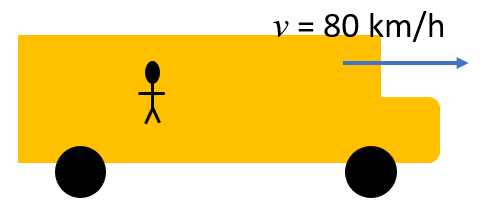 v = 80 km/h